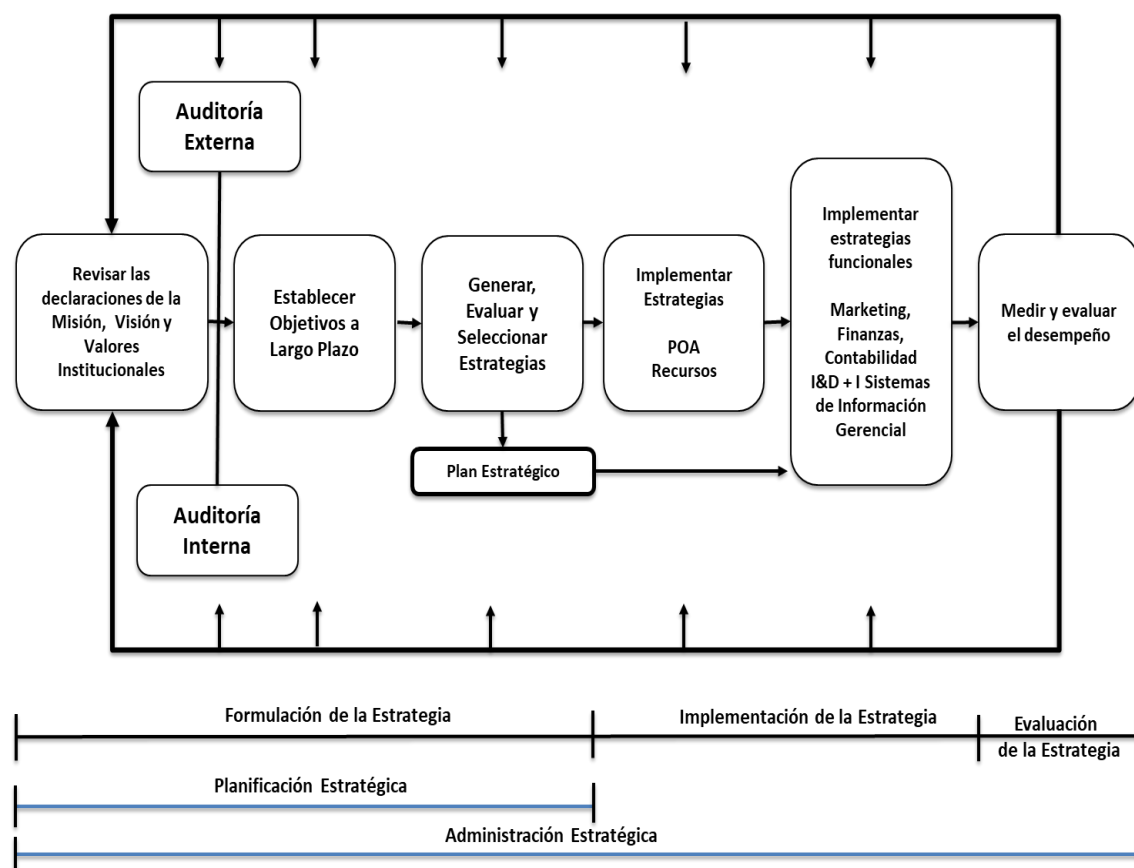 Auditoría
Externa
Revisar las
declaraciones de la
Misión, Visión y
Valores
Institucionales
Auditoría
Interna
Establecer
Objetivos a
Largo Plazo
Generar,
Evaluar y
Seleccionar
Estrategias
Plan Estratégico
Implementar
Estrategias
POA
Recursos
Implementar
estrategias
funcionales
Marketing,
Finanzas,
Contabilidad
I&D + I Sistemas
de Información
Gerencial
Medir y evaluar
el desempeño
Formulación de la Estrategia
Implementación de la Estrategia
Evaluación
de la Estrategia
Planificación Estratégica
Administración Estratégica